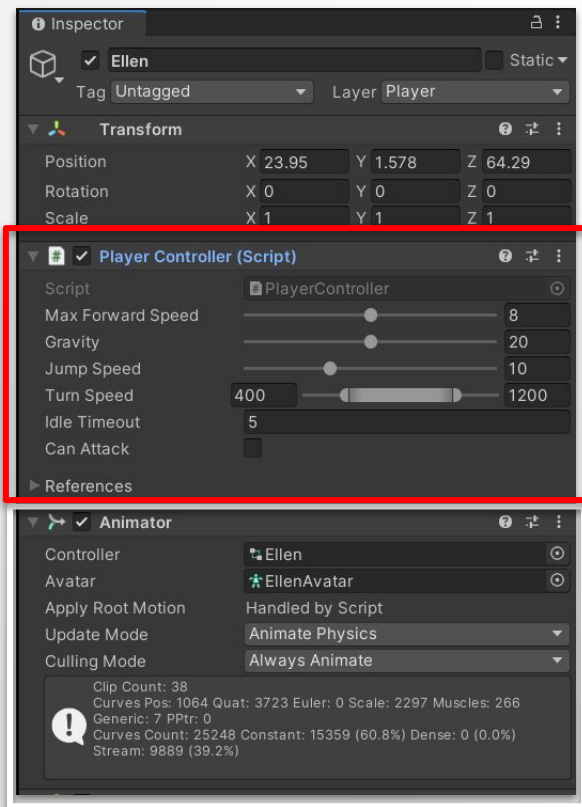 Inspector
Ellen Static
Tag Untagged Layer Player
Transform
Position X 23.95 Y 1.578 Z 64.29
Rotation X 0 Y 0 Z 0
Scale X 1 Y 1 Z 1
# Player Controller (Script)
Script # PlayerController
Max Forward Speed 8
Gravity 20
Jump Speed 10
Turn Speed 400 1200
Idle Timeout 5
Can Attack
References
Animator
Controller Ellen
Avatar EllenAvatar
Apply Root Motion Handled by Script
Update Mode Animate Physics
Culling Mode Always Animate
Clip Count: 38
Curves Pos: 1064 Quat: 3723 Euler: 0 Scale: 2297 Muscles: 266
Generic: 7 PPtr: 0
Curves Count: 25248 Constant: 15359 (60.8%) Dense: 0 (0.0%)
Stream: 9889 (39.2%)